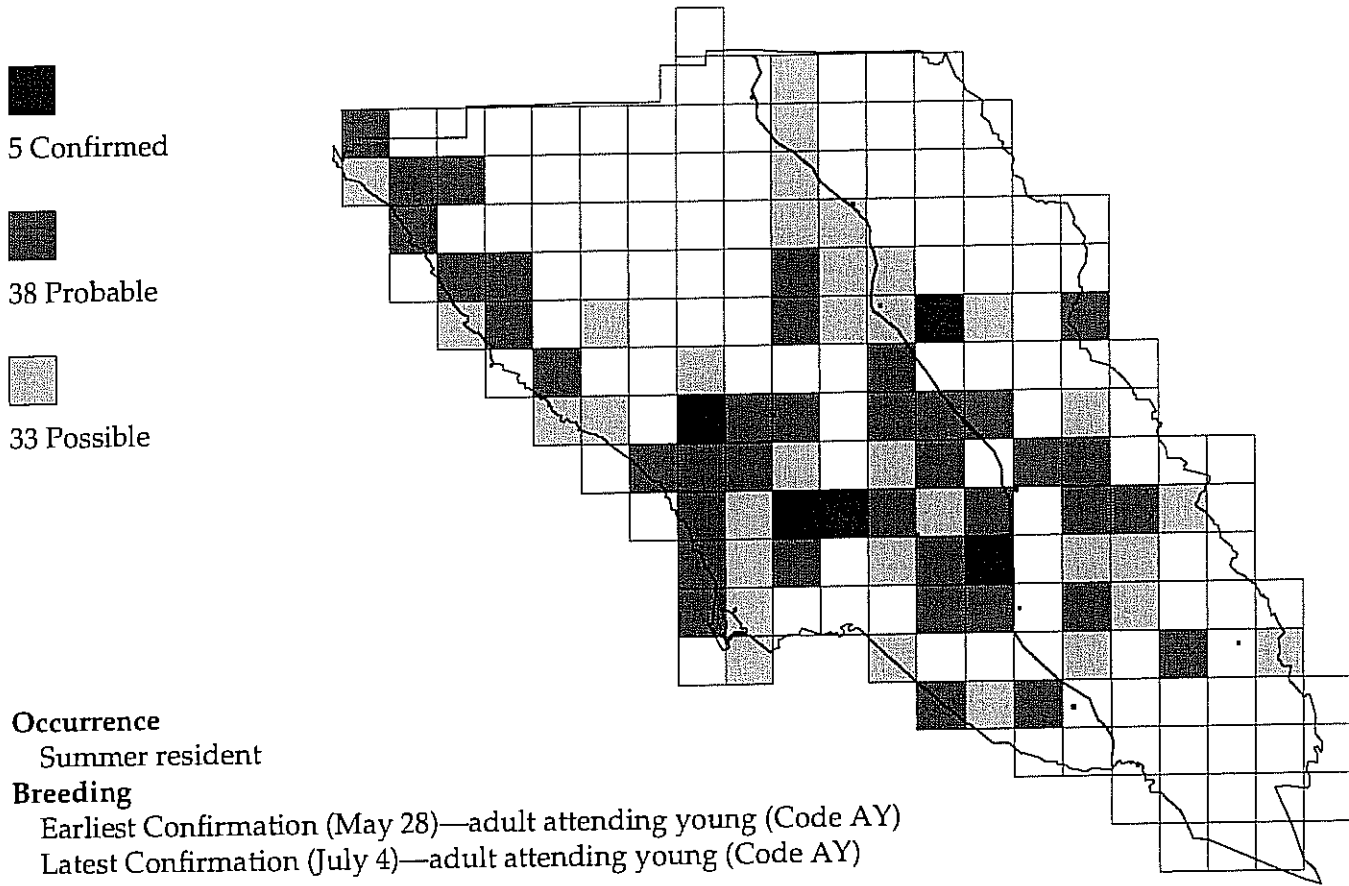 5 Confirmed
38 Probable
33 Possible
Occurrence
Summer resident
Breeding
Earliest Confirmation (May 28)—adult attending young (Code AY)
Latest Confirmation (July 4)—adult attending young (Code AY)